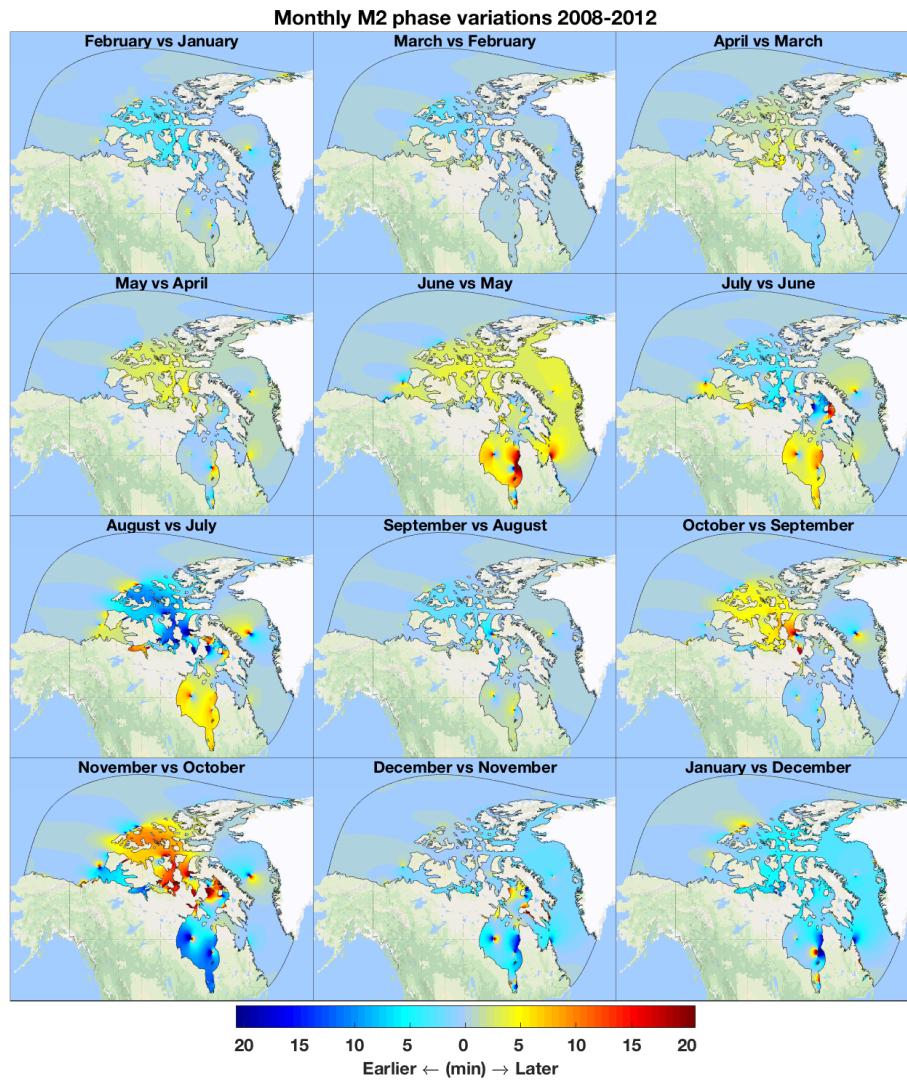 Monthly M2 phase variations 2008-2012
February vs January
March vs February
April vs March
May vs April
June vs May
July vs June
August vs July
September vs August
October vs September
November vs October
December vs November
January vs December
20 15 10 5 0 5 10 15 20
Earlier ← (min) → Later